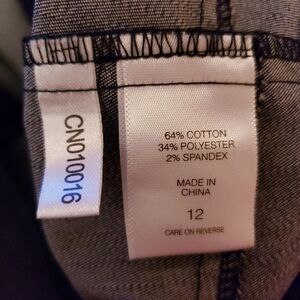 CN010016
64% COTTON
34% POLYESTER
2% SPANDEX
MADE IN
CHINA
12
CARE ON REVERSE